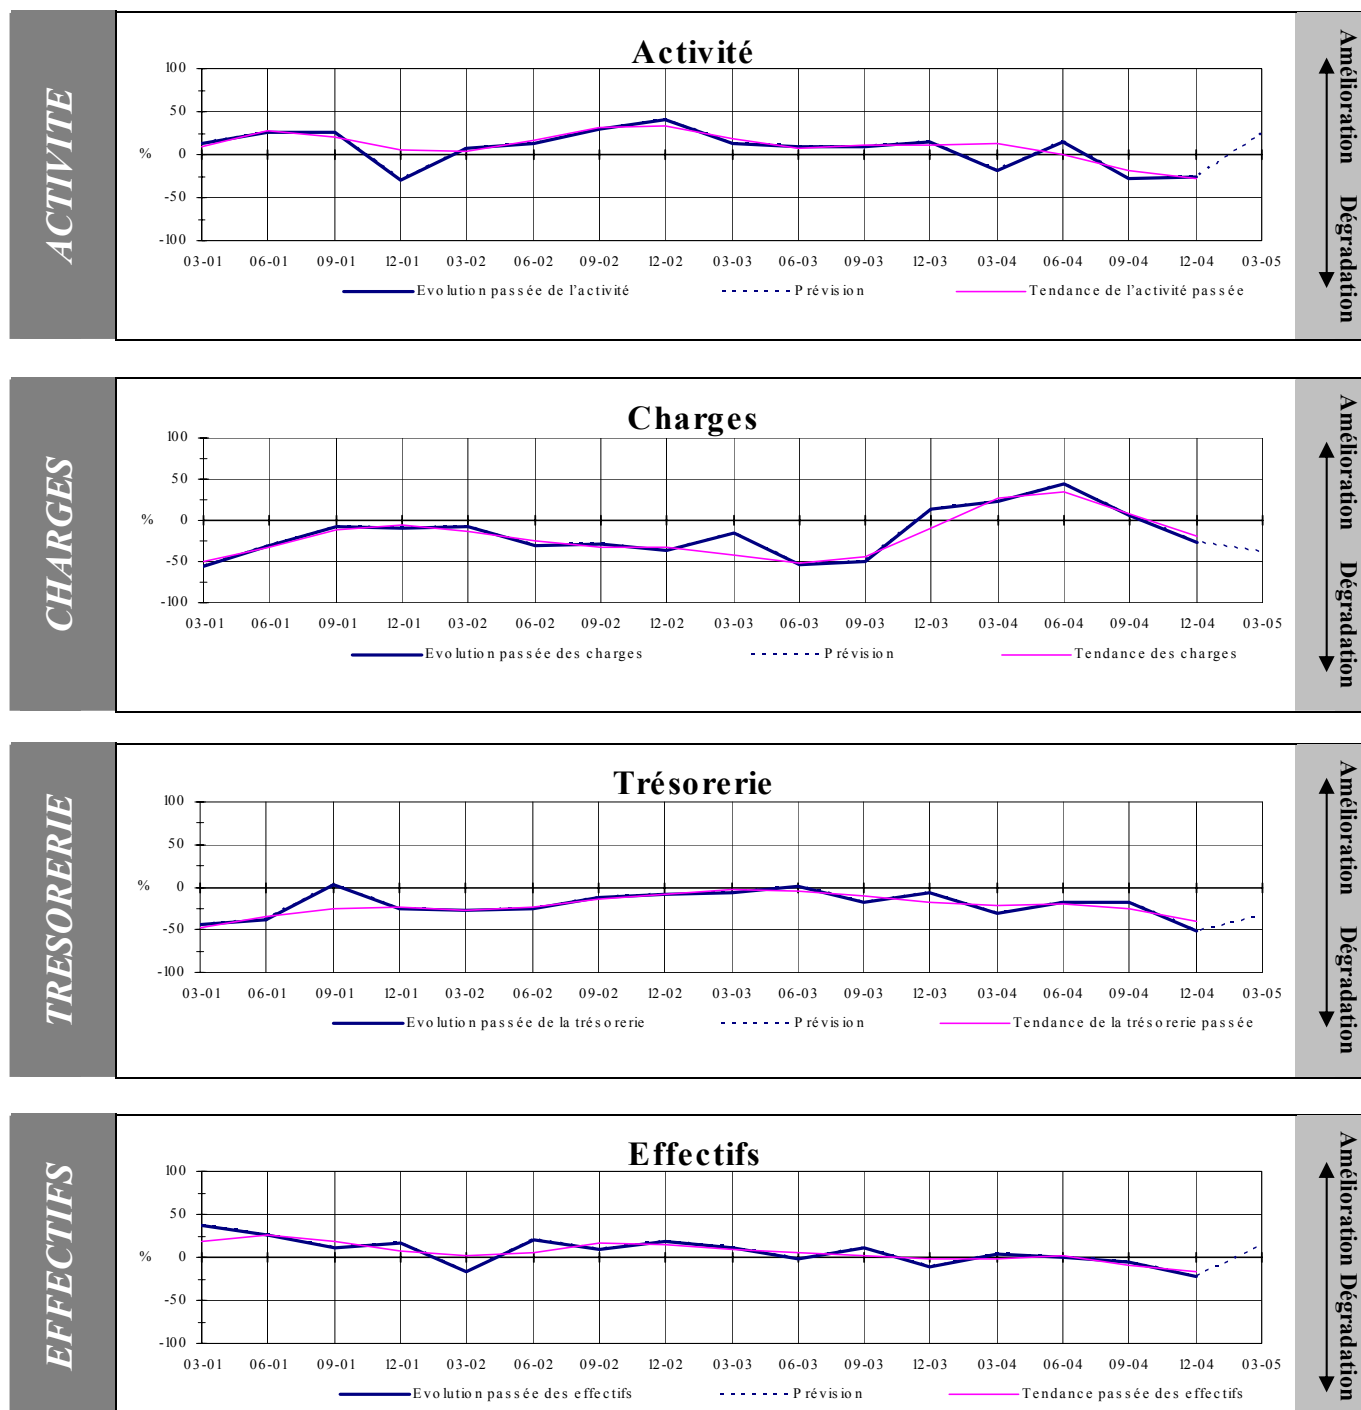 ACTIVITE
Activité
100
50
%
0
-50
-100
03-01 06-01 09-01 12-01 03-02 06-02 09-02 12-02 03-03 06-03 09-03 12-03 03-04 06-04 09-04 12-04 03-05
Evolution passée de l'activité Prévision Tendance de l'activité passée
Amélioration Dégradation
CHARGES
Charges
100
50
%
0
-50
-100
03-01 06-01 09-01 12-01 03-02 06-02 09-02 12-02 03-03 06-03 09-03 12-03 03-04 06-04 09-04 12-04 03-05
Evolution passée des charges Prévision Tendance des charges
Amélioration Dégradation
TRESORERIE
Trésorerie
100
50
%
0
-50
-100
03-01 06-01 09-01 12-01 03-02 06-02 09-02 12-02 03-03 06-03 09-03 12-03 03-04 06-04 09-04 12-04 03-05
Evolution passée de la trésorerie Prévision Tendance de la trésorerie passée
Amélioration Dégradation
EFFECTIFS
Effectifs
100
50
%
0
-50
-100
03-01 06-01 09-01 12-01 03-02 06-02 09-02 12-02 03-03 06-03 09-03 12-03 03-04 06-04 09-04 12-04 03-05
Evolution passée des effectifs Prévision Tendance passée des effectifs
Amélioration Dégradation